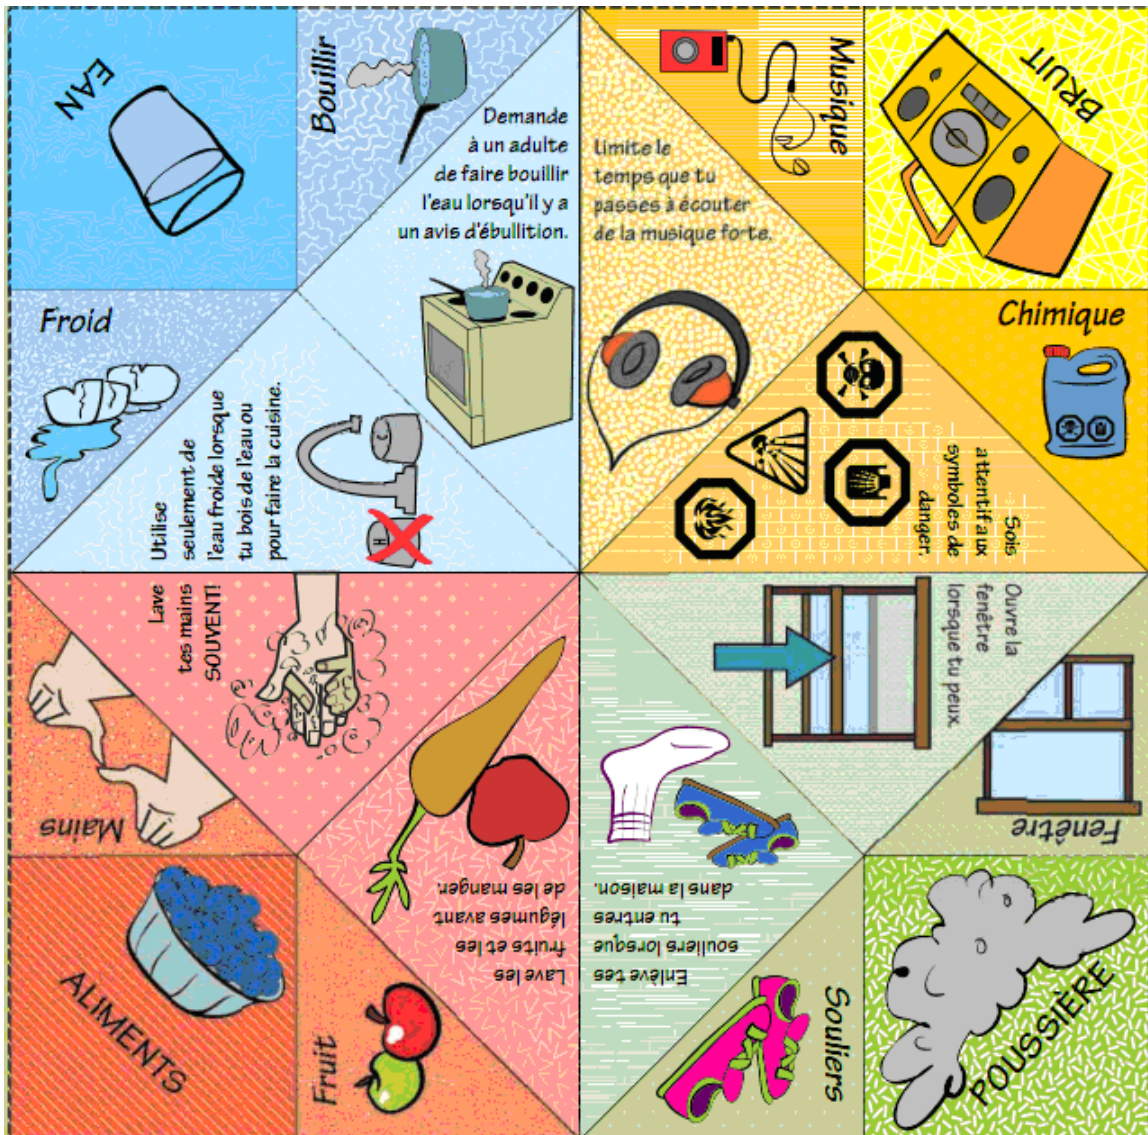 EAN
Bouillir
Demande
à un adulte
de faire bouillir
l'eau lorsqu'il y a
un avis d'ébullition.
Froid
Utilise
seulement de
l'eau froide lorsque
tu bois de l'eau ou
pour faire la cuisine.
H
Musique
Limite le
temps que tu
passes à écouter
de la musique forte.
BRUIT
Chimique
Sois
attentif aux
symboles de
danger.
Lave
tes mains
SOUVENT!
Mains
ALIMENTS
Fruit
Lave les
fruits et les
légumes avant
de les manger.
Ouvre la
fenêtre
lorsque tu peux.
Fenêtre
Enlève tes
souliers lorsque
tu entres
dans la maison.
Souliers
POUSSIÈRE